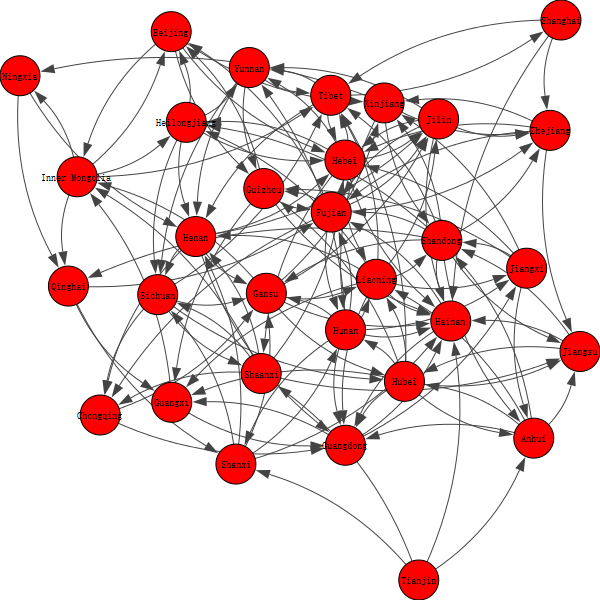 Shanghai
Beijing
Ningxia
Yunnan
Tibet
Xinjiang
Heilongjiang
Jilin
Zhejiang
Hebei
Inner Mongolia
Guizhou
Fujian
Henan
Shandong
Jiangxi
Qinghai
Sichuan
Gansu
Liaoning
Hunan
Hainan
Jiangsu
Shaanxi
Hubei
Guangxi
Chongqing
Guangdong
Anhui
Shanxi
Tianjin